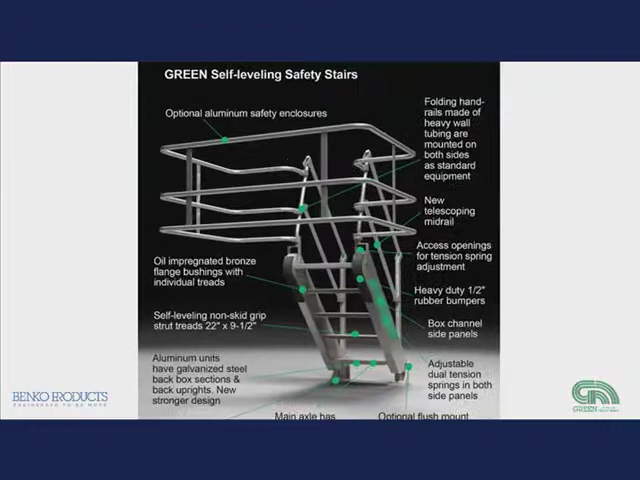 GREEN Self-leveling Safety Stairs
Optional aluminum safety enclosures
Folding hand-
rails made of
heavy wall
tubing are
mounted on
both sides
as standard
equipment
New
telescoping
midrail
Access openings
for tension spring
adjustment
Oil impregnated bronze
flange bushings with
individual treads
Heavy duty 1/2"
rubber bumpers
Self-leveling non-skid grip
strut treads 22" x 9-1/2"
Box channel
side panels
Aluminum units
have galvanized steel
back box sections &
back uprights. New
stronger design
Adjustable
dual tension
springs in both
side panels
Main axle has
Optional flush mount
BENKO PRODUCTS
ENGINEERED TO BE MORE
GREEN